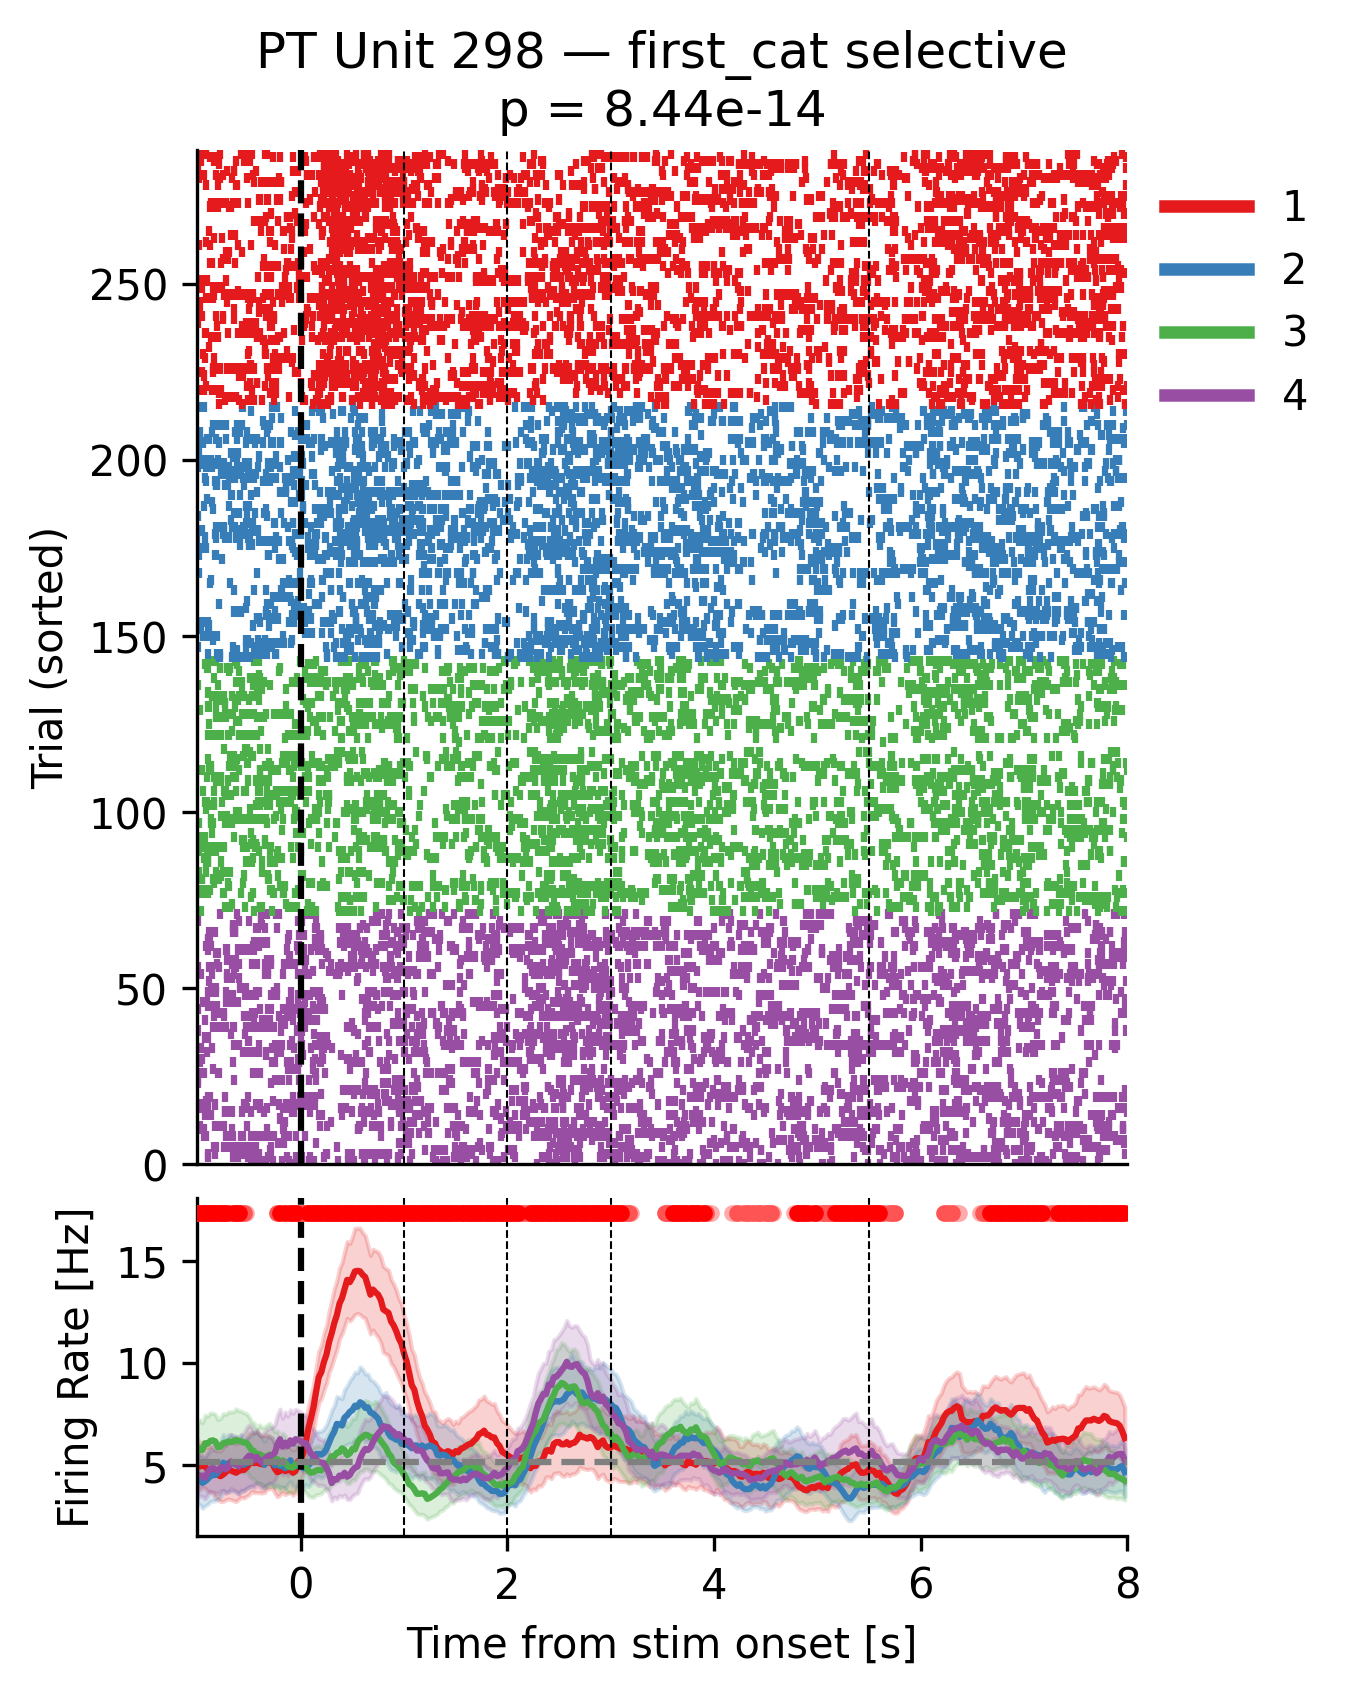 PT Unit 298 — first_cat selective
p = 8.44e-14
1
2
3
4
250
200
150
100
50
0
Trial (sorted)
15
10
5
Firing Rate [Hz]
0 2 4 6 8
Time from stim onset [s]